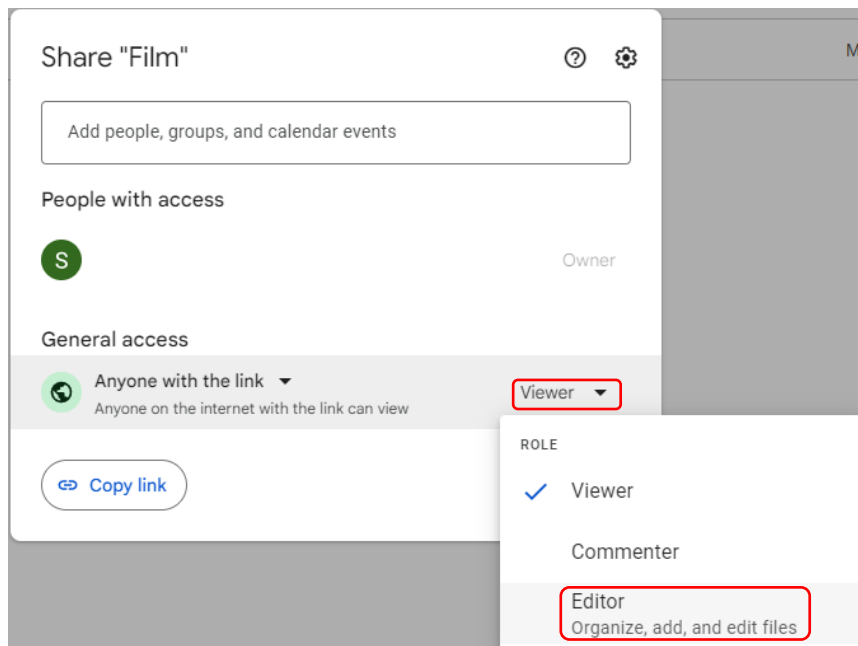 Share "Film"
M
Add people, groups, and calendar events
People with access
S
Owner
General access
Anyone with the link
Anyone on the internet with the link can view
Viewer
Copy link
ROLE
Viewer
Commenter
Editor
Organize, add, and edit files